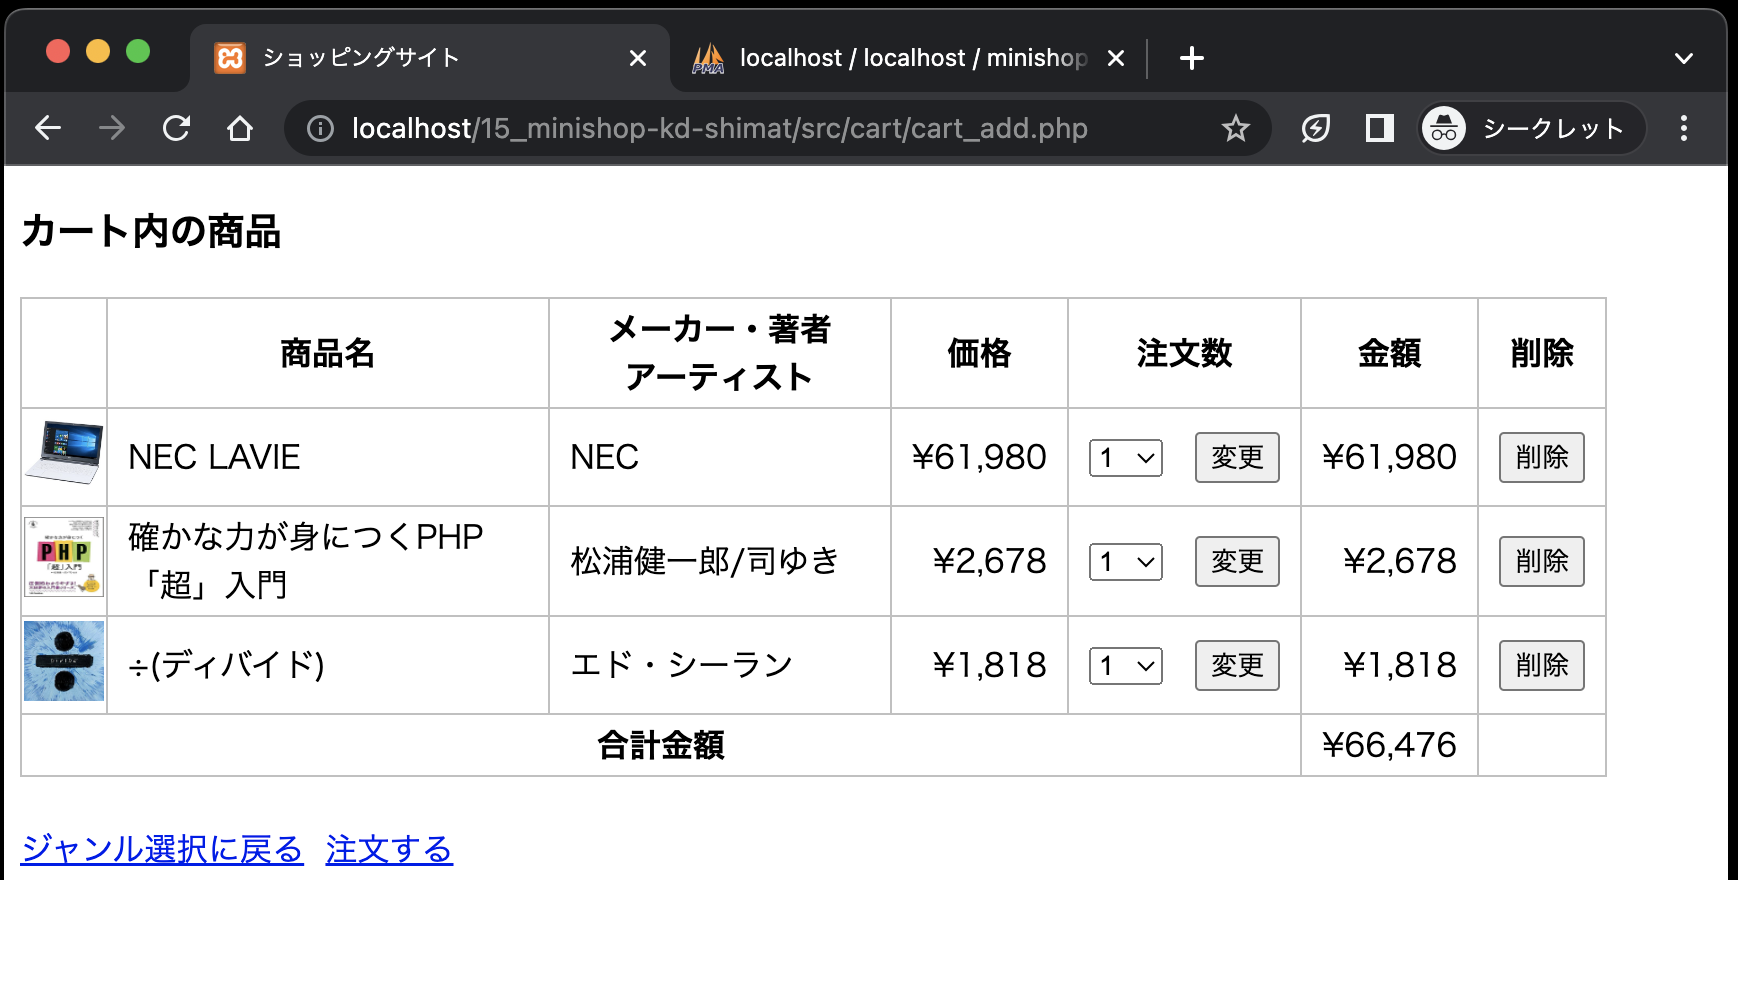 ショッピングサイト
localhost / localhost / minishop
localhost/15_minishop-kd-shimat/src/cart/cart_add.php
シークレット
カート内の商品
商品名 メーカー・著者 アーティスト 価格 注文数 金額 削除
NEC LAVIE NEC ¥61,980 1 変更 ¥61,980 削除
確かな力が身につくPHP
「超」入門 松浦健一郎/司ゆき ¥2,678 1 変更 ¥2,678 削除
÷(ディバイド) エド・シーラン ¥1,818 1 変更 ¥1,818 削除
合計金額 ¥66,476
ジャンル選択に戻る 注文する
PMA
PHP
「超」入門
DIVIDE